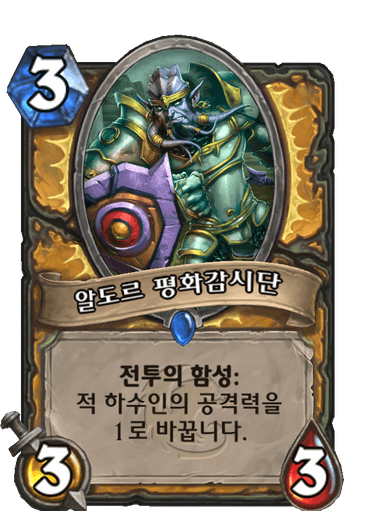 3
알도르 평화감시단
전투의 함성:
적 하수인의 공격력을
1로 바꿉니다.
3
3